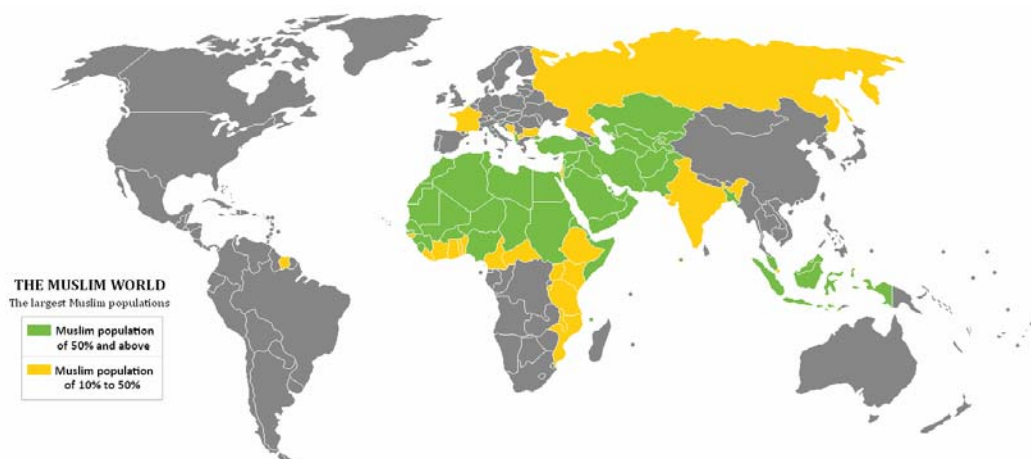 THE MUSLIM WORLD
The largest Muslim populations
Muslim population
of 50% and above
Muslim population
of 10% to 50%